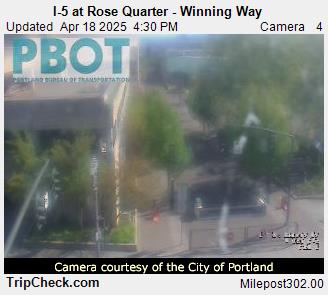 I-5 at Rose Quarter - Winning Way
Updated Apr 18 2025 4:30 PM Camera 4
PBOT
PORTLAND BUREAU OF TRANSPORTATION
Camera courtesy of the City of Portland
TripCheck.com Milepost302.00